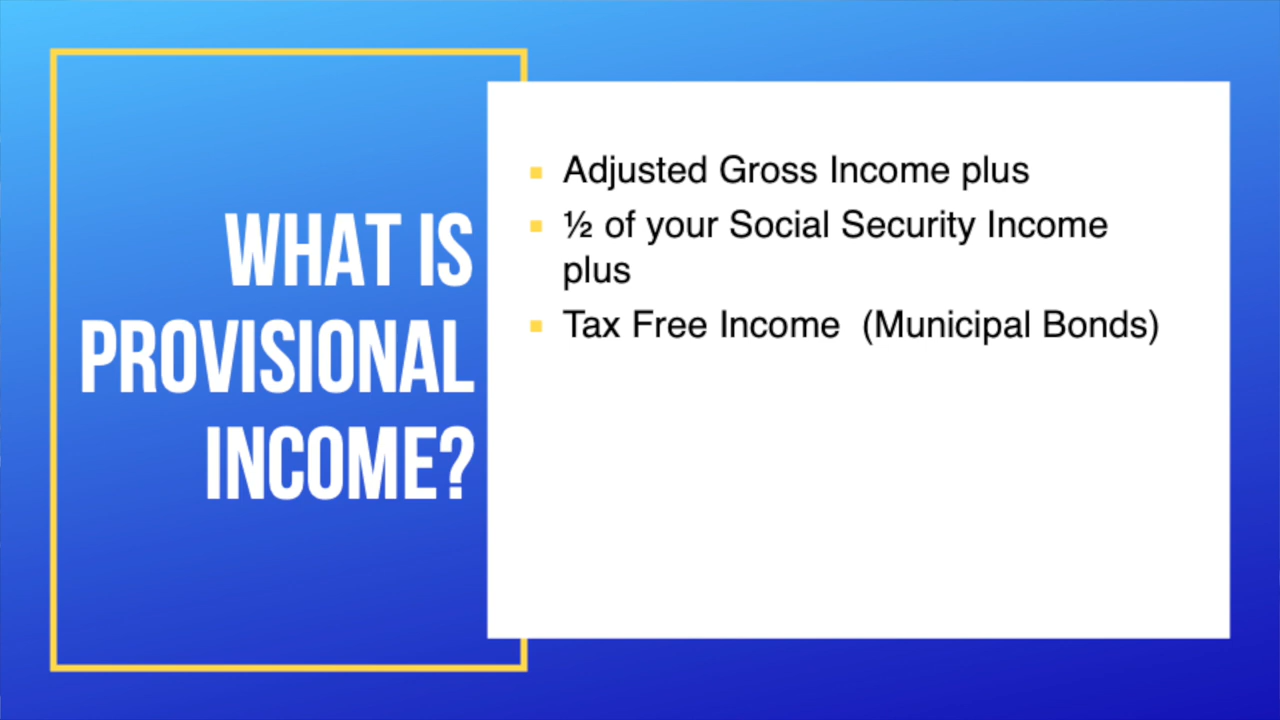 WHAT IS
PROVISIONAL
INCOME?
Adjusted Gross Income plus
½ of your Social Security Income
plus
Tax Free Income  (Municipal Bonds)